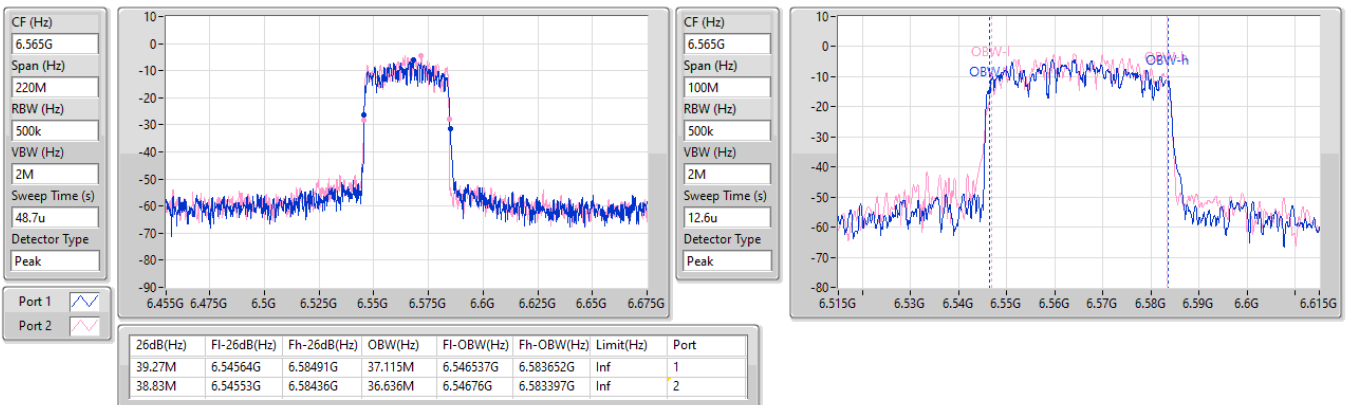 CF (Hz)
6.565G
Span (Hz)
220M
RBW (Hz)
500k
VBW (Hz)
2M
Sweep Time (s)
48.7u
Detector Type
Peak
Port 1
Port 2
10-
0-
-10-
-20-
-30-
-40-
-50-
-60-
-70-
-80-
6.455G 6.475G 6.5G 6.525G 6.55G 6.575G 6.6G 6.625G 6.65G 6.675G
CF (Hz)
6.565G
Span (Hz)
100M
RBW (Hz)
500k
VBW (Hz)
2M
Sweep Time (s)
12.6u
Detector Type
Peak
10-
0-
-10-
-20-
-30-
-40-
-50-
-60-
-70-
-80-
OBW-l
OBW-h
6.515G 6.53G 6.54G 6.55G 6.56G 6.57G 6.58G 6.59G 6.6G 6.615G
26dB(Hz) Fl-26dB(Hz) Fh-26dB(Hz) OBW(Hz) Fl-OBW(Hz) Fh-OBW(Hz) Limit(Hz) Port
39.27M 6.54564G 6.58491G 37.115M 6.546537G 6.583652G Inf 1
38.83M 6.54553G 6.58436G 36.636M 6.54676G 6.583397G Inf 2